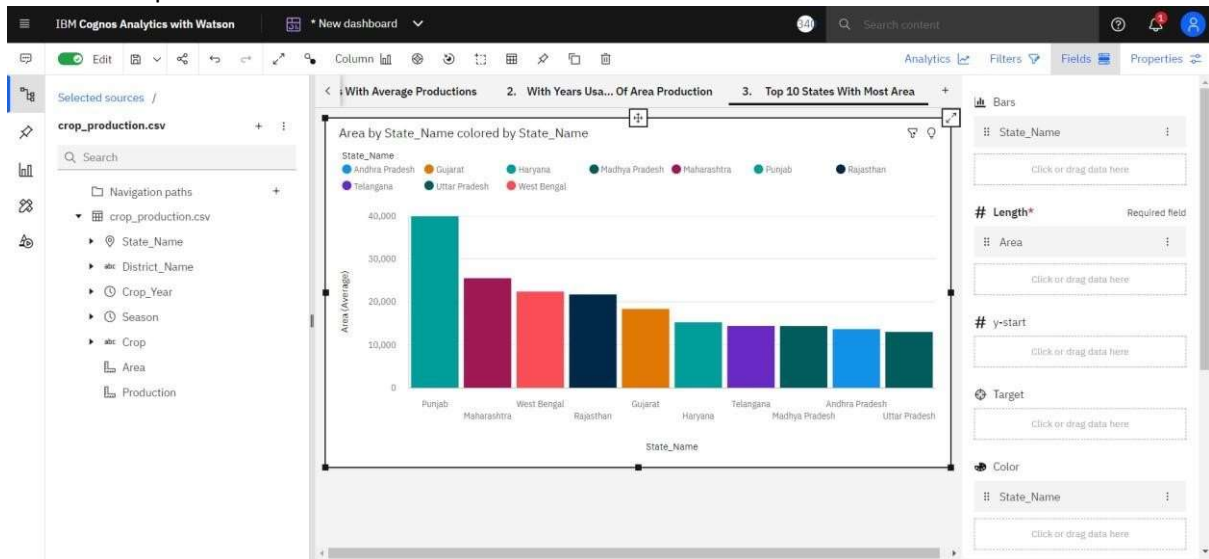 IBM Cognos Analytics with Watson
* New dashboard
Search content
Edit
Column
Analytics
Filters
Fields
Properties
Selected sources /
crop_production.csv
Search
Navigation paths
crop_production.csv
State_Name
abc District_Name
Crop_Year
Season
abc Crop
Area
Production
With Average Productions
2. With Years Usa... Of Area Production
3. Top 10 States With Most Area
Area by State_Name colored by State_Name
State_Name
Andhra Pradesh Gujarat Haryana Madhya Pradesh Maharashtra Punjab Rajasthan
Telangana Uttar Pradesh West Bengal
Area (Average)
40,000
30,000
20,000
10,000
0
Punjab West Bengal Gujarat Telangana Andhra Pradesh
Maharashtra Rajasthan Haryana Madhya Pradesh Uttar Pradesh
State_Name
Bars
State_Name
Click or drag data here
# Length* Required field
Area
Click or drag data here
# y-start
Click or drag data here
Target
Click or drag data here
Color
State_Name
Click or drag data here